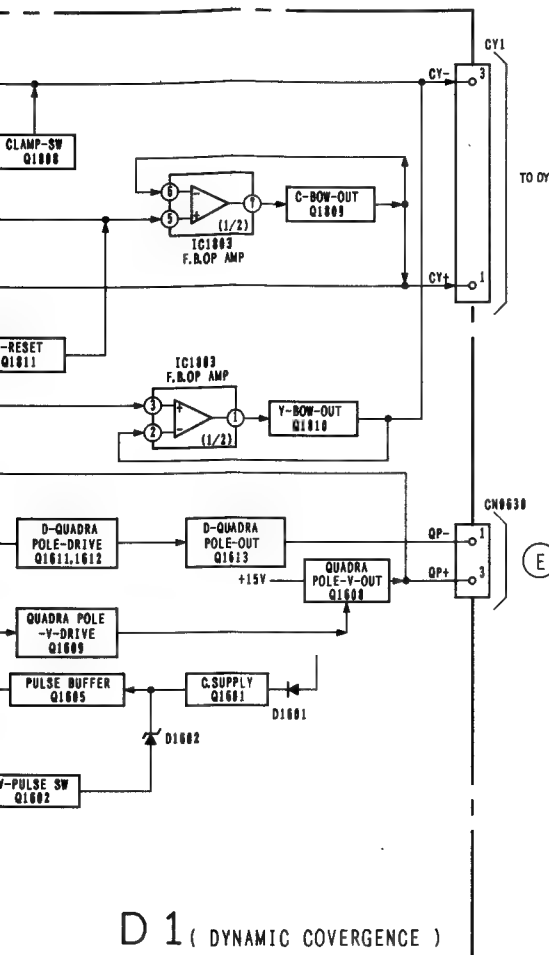 CY1
CY-
3
CLAMP-SW
Q1808
TO DY
6
-
5
+
7
(1/2)
IC1803
F.B.OP AMP
C-BOW-OUT
Q1809
CY+
1
-RESET
Q1811
IC1803
F.B.OP AMP
3
+
2
-
1
(1/2)
Y-BOW-OUT
Q1810
CN0630
D-QUADRA
POLE-DRIVE
Q1611,1612
D-QUADRA
POLE-OUT
Q1613
QP-
1
+15V
QUADRA
POLE-V-OUT
Q1608
QP+
3
E
QUADRA POLE
-V-DRIVE
Q1609
PULSE BUFFER
Q1605
C.SUPPLY
Q1601
D1601
D1602
V-PULSE SW
Q1602
D 1 ( DYNAMIC COVERGENCE )